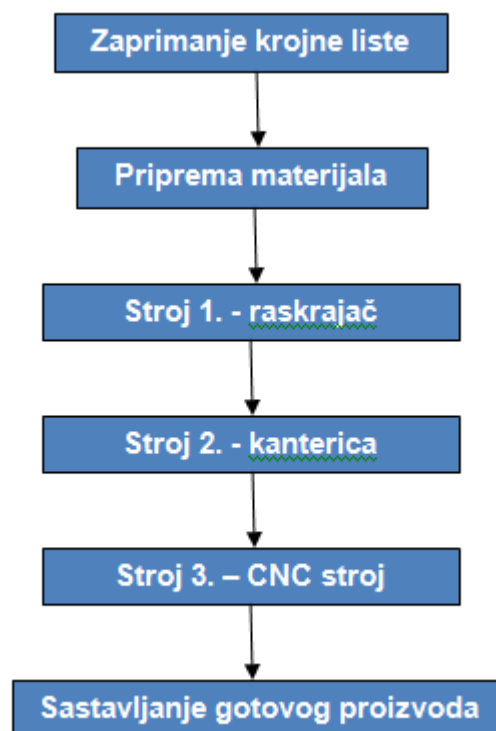 Zaprimanje krojne liste
Priprema materijala
Stroj 1. - raskrajač
Stroj 2. - kanterica
Stroj 3. – CNC stroj
Sastavljanje gotovog proizvoda